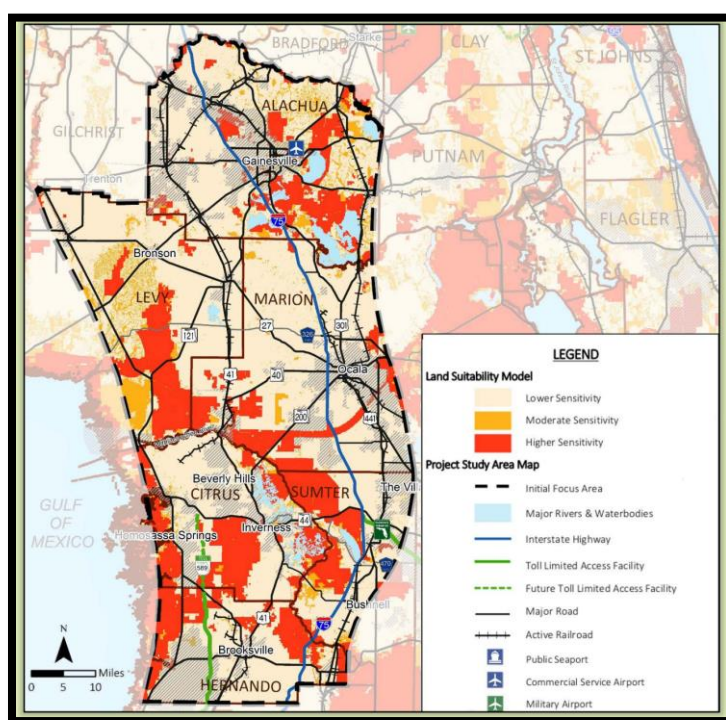 BRADFORD
Starke
CLAY
ST JOHNS
ALACHUA
GILCHRIST
Gainesville
PUTNAM
Trenton
75
FLAGLER
Bronson
LEVY
MARION
27
301
121
41
40
Ocala
200
441
Beverly Hills
CITRUS
SUMTER
The Vil
GULF
OF
MEXICO
Inverness
44
Homosassa Springs
589
470
Bushnell
41
75
Brooksville
HERNANDO
N
Miles
0 5 10
LEGEND
Land Suitability Model
Lower Sensitivity
Moderate Sensitivity
Higher Sensitivity
Project Study Area Map
Initial Focus Area
Major Rivers & Waterbodies
Interstate Highway
Toll Limited Access Facility
Future Toll Limited Access Facility
Major Road
Active Railroad
Public Seaport
Commercial Service Airport
Military Airport